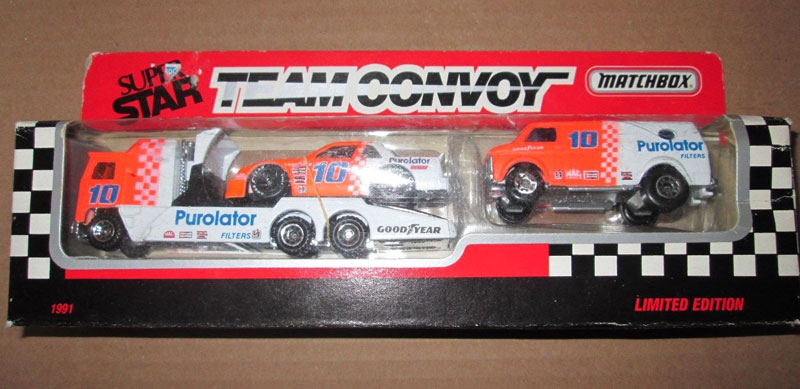 SUPER STAR
TEAM CONVOY
MATCHBOX
10
Purolator
FILTERS
10
Purolator
GOODYEAR
10
Purolator
FILTERS
1991
LIMITED EDITION